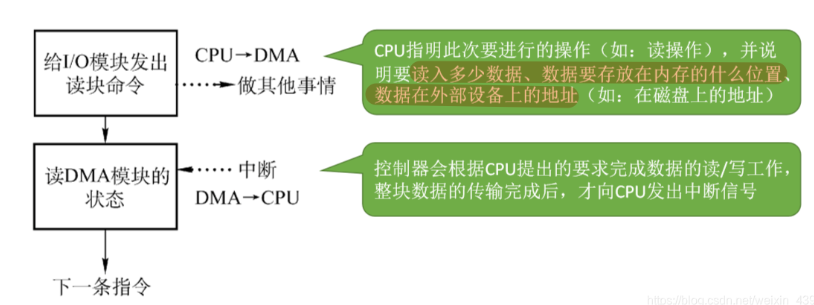 给I/O模块发出
读块命令
CPU→DMA
做其他事情
CPU指明此次要进行的操作（如：读操作），并说
明要读入多少数据、数据要存放在内存的什么位置、
数据在外部设备上的地址（如：在磁盘上的地址）
读DMA模块的
状态
中断
DMA→CPU
控制器会根据CPU提出的要求完成数据的读/写工作，
整块数据的传输完成后，才向CPU发出中断信号
下一条指令
https://blog.csdn.net/weixin_439